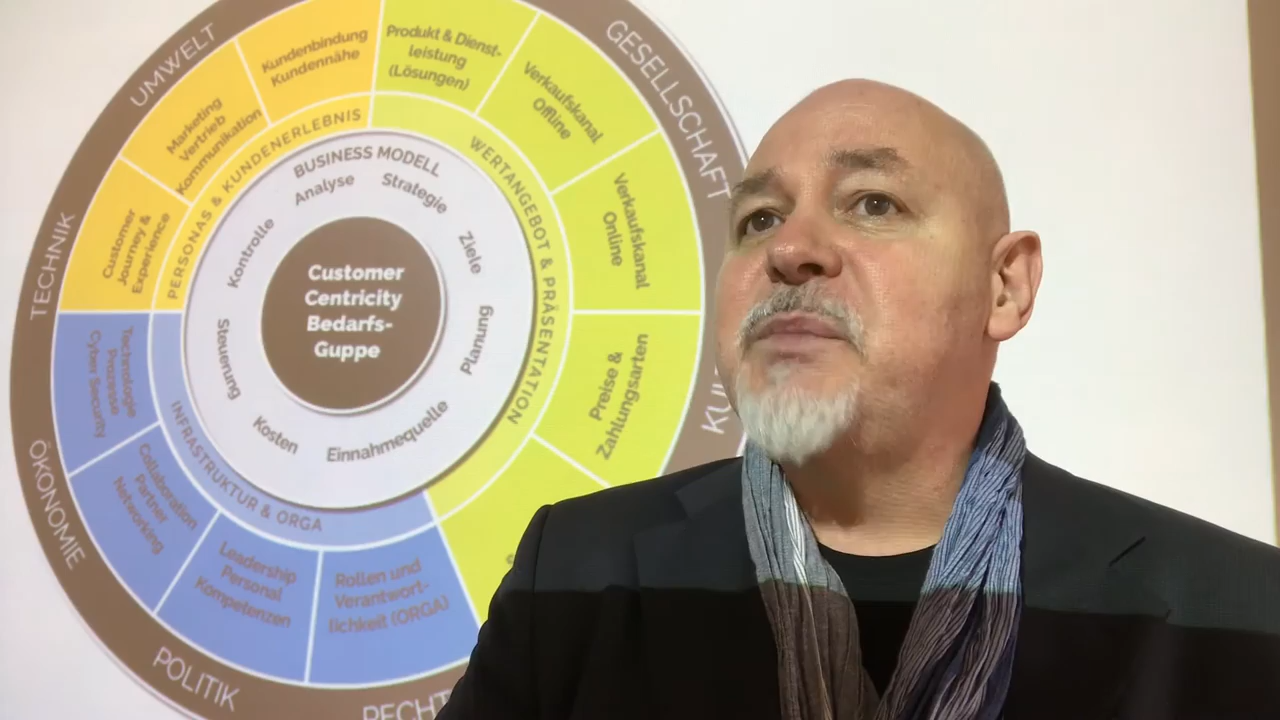 UMWELT
GESELLSCHAFT
TECHNIK
ÖKONOMIE
POLITIK
RECHT
Kundenbindung
Kundennähe
Produkt & Dienst-
leistung
(Lösungen)
Verkaufskanal
Offline
Verkaufskanal
Online
Preise &
Zahlungsarten
Marketing
Vertrieb
Kommunikation
Customer
Journey &
Experience
Technologie
Prozesse
Cyber Security
Collaboration
Partner
Networking
Leadership
Personal
Kompetenzen
Rollen und
Verantwort-
lichkeit (ORGA)
PERSONAS & KUNDENERLEBNIS
WERTANGEBOT & PRÄSENTATION
INFRASTRUKTUR & ORGA
BUSINESS MODELL
Analyse
Strategie
Ziele
Planung
Einnahmequelle
Kosten
Steuerung
Kontrolle
Customer
Centricity
Bedarfs-
Guppe